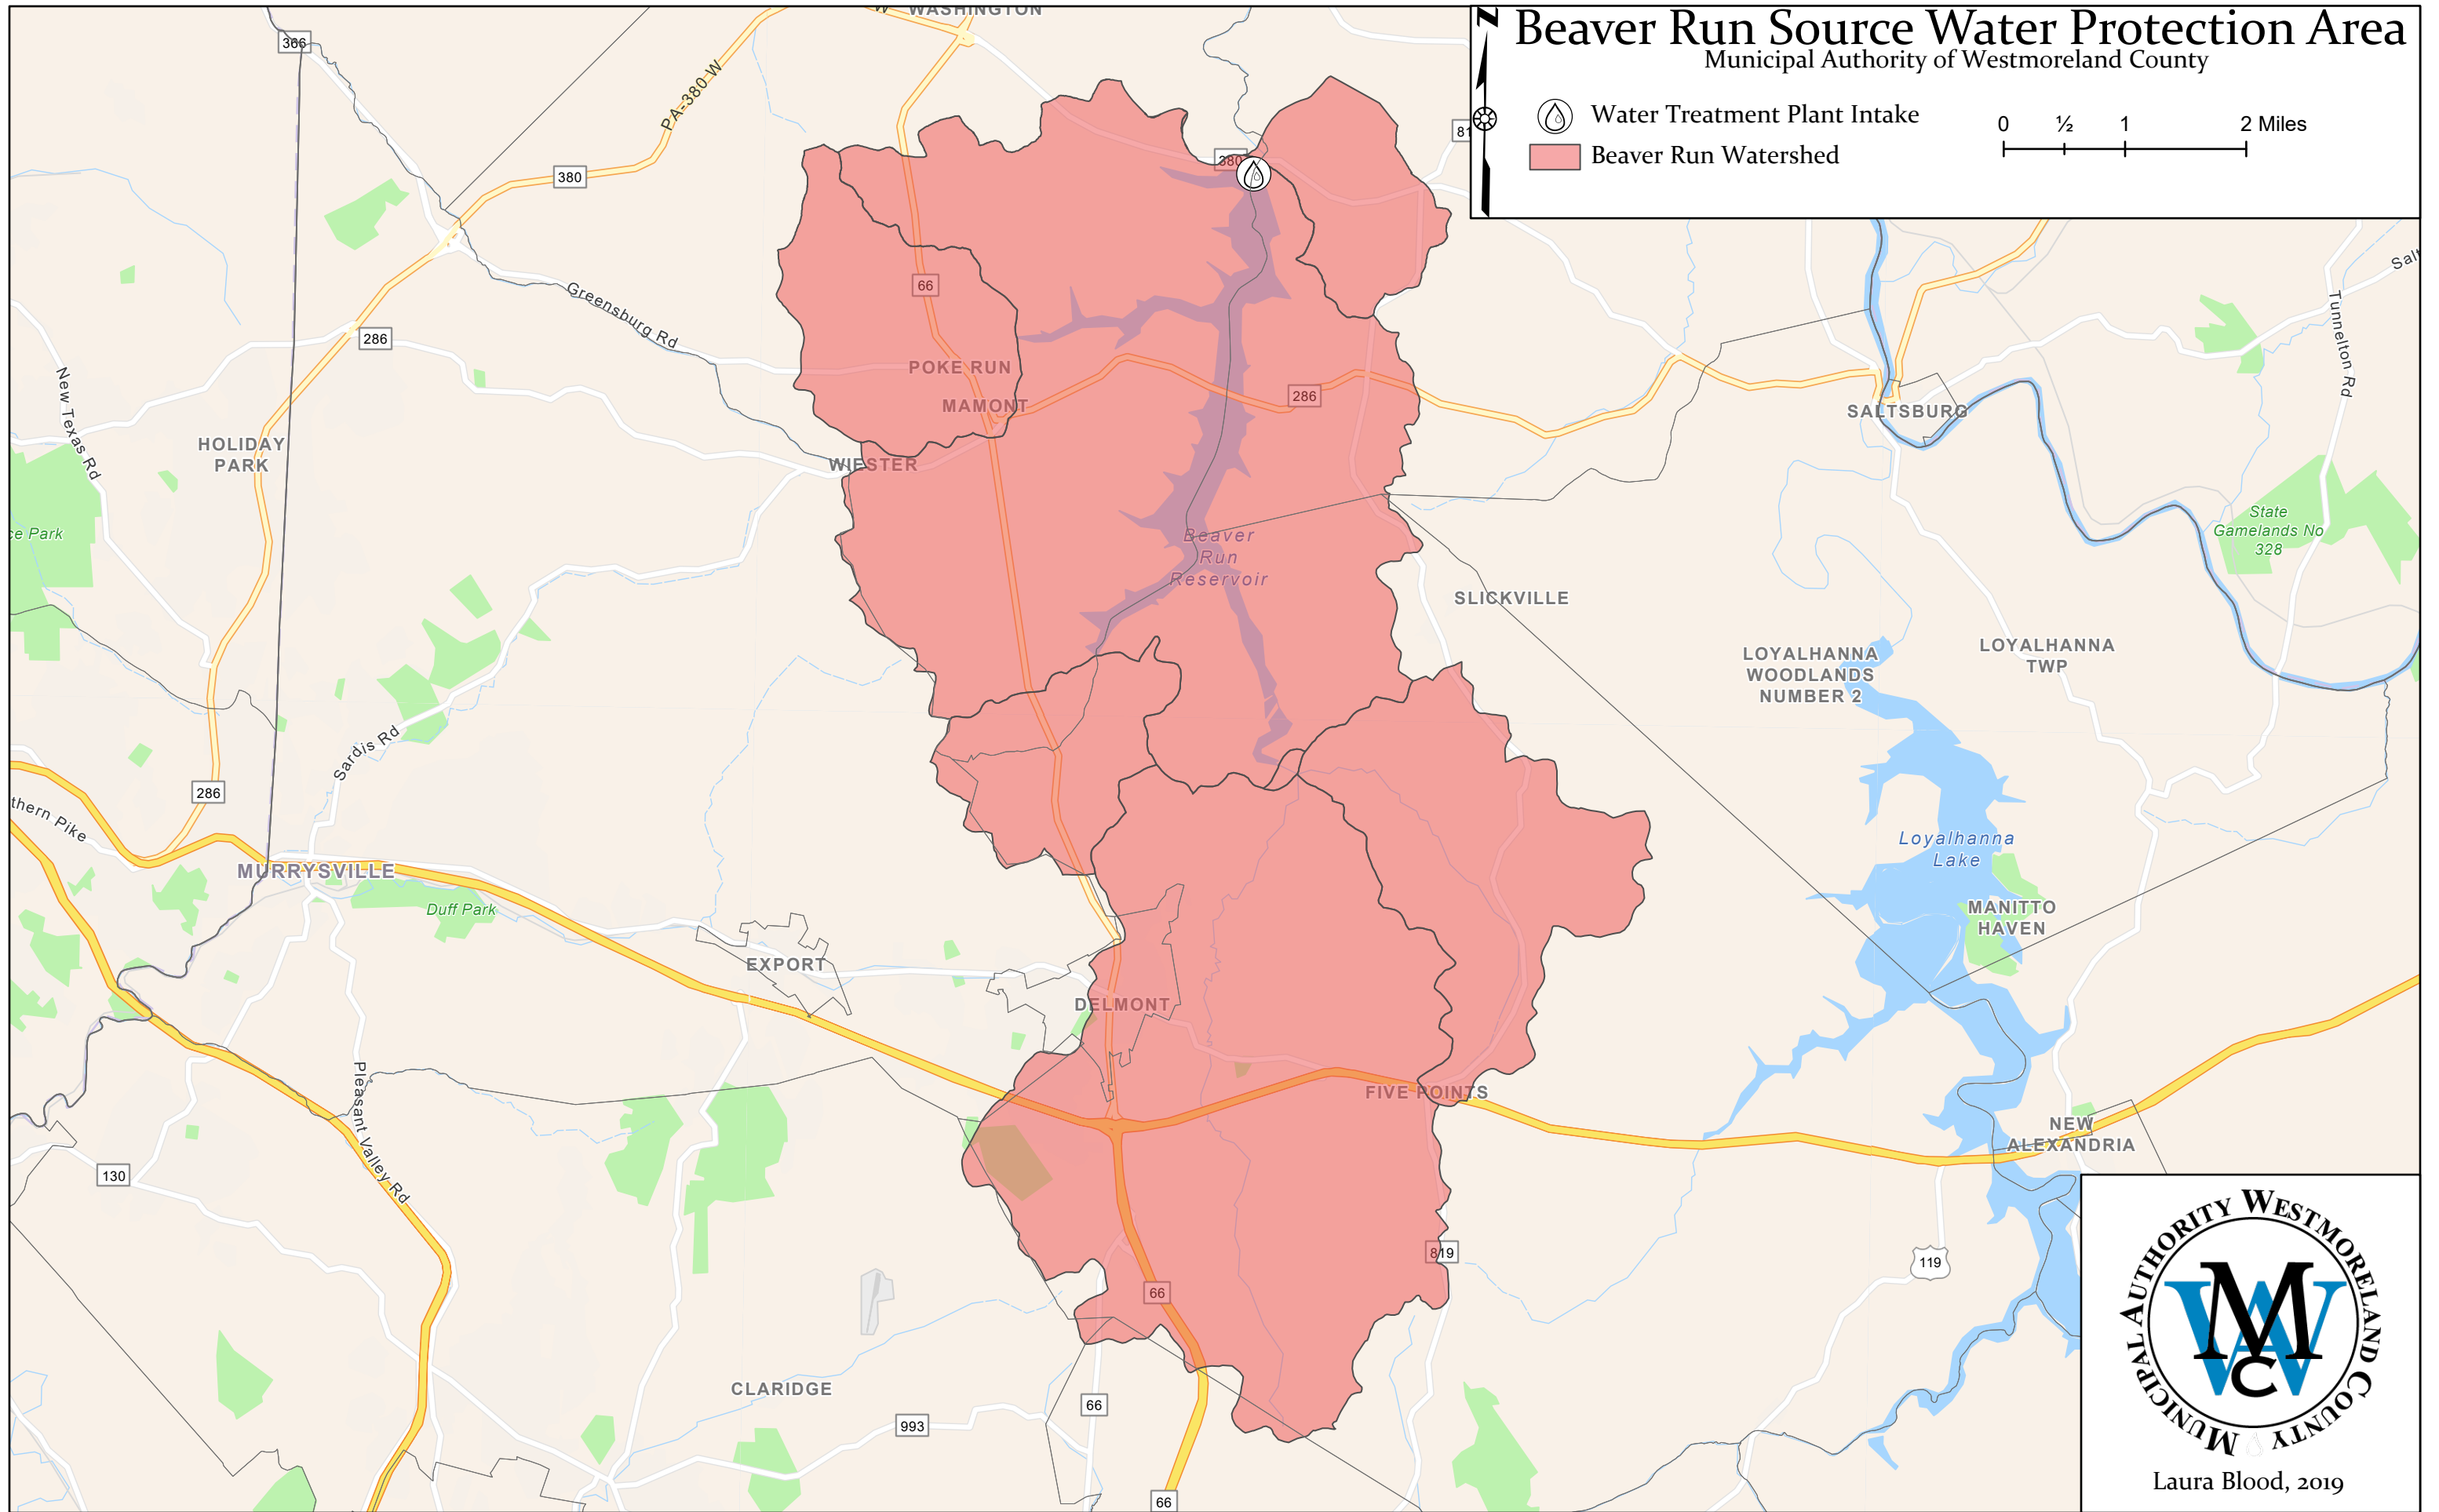 WASHINGTON
Beaver Run Source Water Protection Area
Municipal Authority of Westmoreland County
Water Treatment Plant Intake
Beaver Run Watershed
0 ½ 1 2 Miles
N
366
PA-380 W
W
380
380
81
Greensburg Rd
286
66
POKE RUN
MAMONT
286
WIESTER
New Texas Rd
HOLIDAY
PARK
SALTSBURG
Tunnelton Rd
Salt
ce Park
State
Gamelands No
328
Beaver
Run
Reservoir
SLICKVILLE
LOYALHANNA
WOODLANDS
NUMBER 2
LOYALHANNA
TWP
Sardis Rd
286
thern Pike
MURRYSVILLE
Duff Park
Loyalhanna
Lake
MANITTO
HAVEN
EXPORT
DELMONT
FIVE POINTS
NEW
ALEXANDRIA
Pleasant Valley Rd
130
819
119
66
CLARIDGE
66
993
66
MUNICIPAL AUTHORITY WESTMORELAND COUNTY
MAWC
Laura Blood, 2019